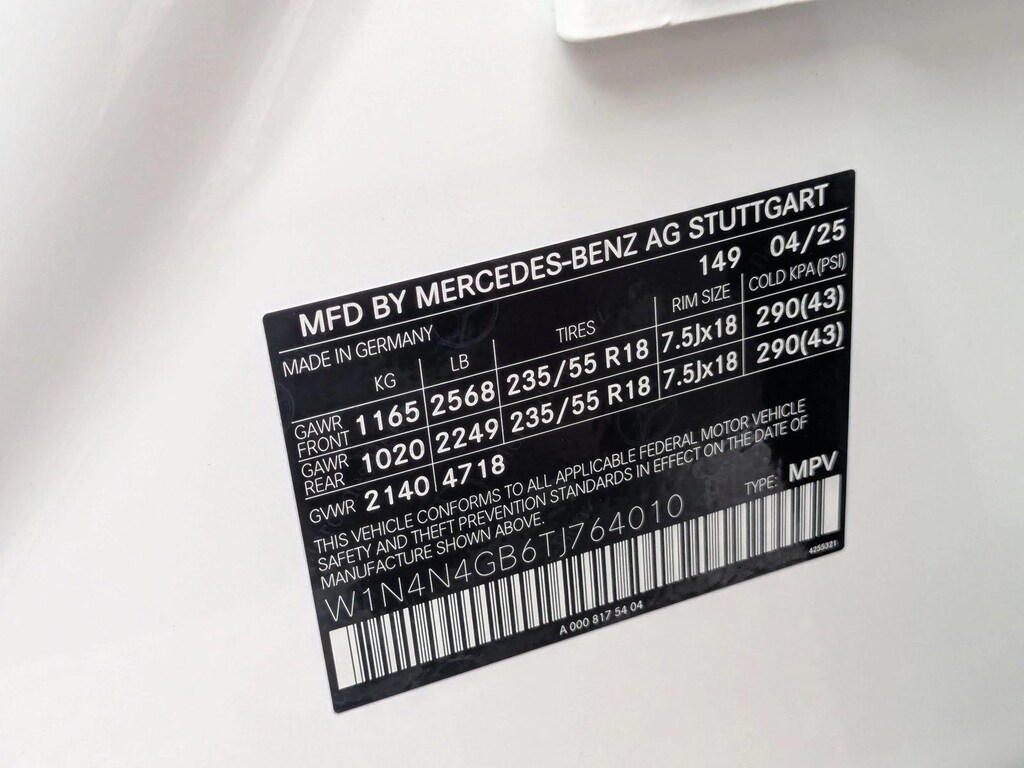 MFD BY MERCEDES-BENZ AG STUTTGART
MADE IN GERMANY 149 04/25
KG LB TIRES RIM SIZE COLD KPA(PSI)
GAWR FRONT 1165 2568 235/55 R18 7.5Jx18 290(43)
GAWR REAR 1020 2249 235/55 R18 7.5Jx18 290(43)
GVWR 2140 4718
THIS VEHICLE CONFORMS TO ALL APPLICABLE FEDERAL MOTOR VEHICLE
SAFETY AND THEFT PREVENTION STANDARDS IN EFFECT ON THE DATE OF
MANUFACTURE SHOWN ABOVE.
W1N4N4GB6TJ764010 TYPE: MPV
4255321
A 000 817 54 04